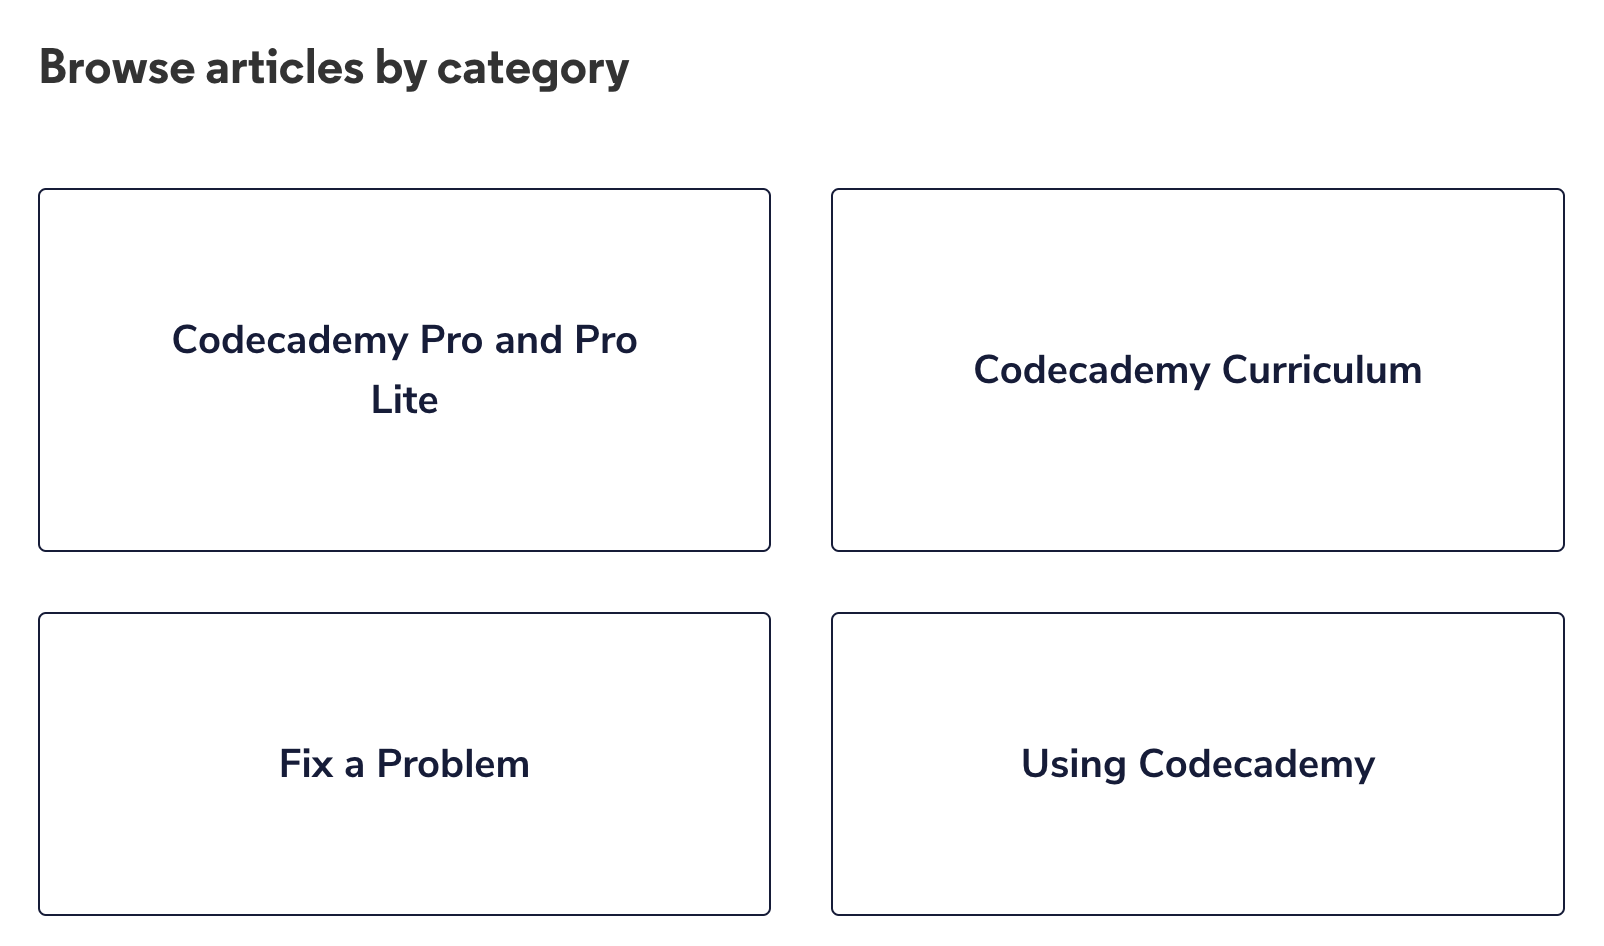 Browse articles by category
Codecademy Pro and Pro
Lite
Codecademy Curriculum
Fix a Problem
Using Codecademy